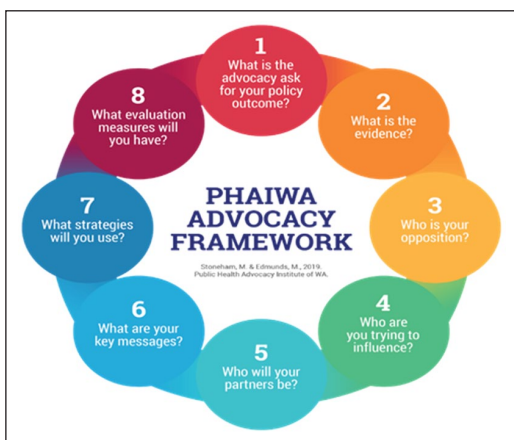 1
What is the
advocacy ask
for your policy
outcome?
2
What is the
evidence?
3
Who is your
opposition?
4
Who are
you trying to
influence?
5
Who will your
partners be?
6
What are your
key messages?
7
What strategies
will you use?
8
What evaluation
measures will
you have?
PHAIWA
ADVOCACY
FRAMEWORK
Stoneham, M. & Edmunds, M., 2019.
Public Health Advocacy Institute of WA.